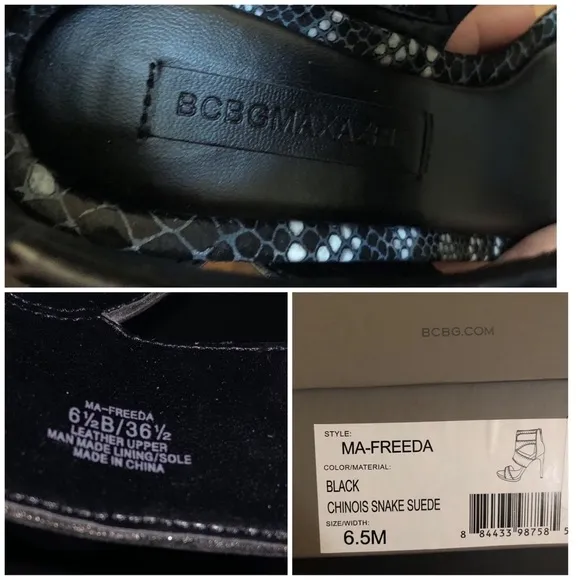 BCBGMAXAZRIA
MA-FREEDA
6½B/36½
LEATHER UPPER
MAN MADE LINING/SOLE
MADE IN CHINA
BCBG.COM
STYLE:
MA-FREEDA
COLOR/MATERIAL:
BLACK
CHINOIS SNAKE SUEDE
SIZE/WIDTH:
6.5M
8 84433 98758 5